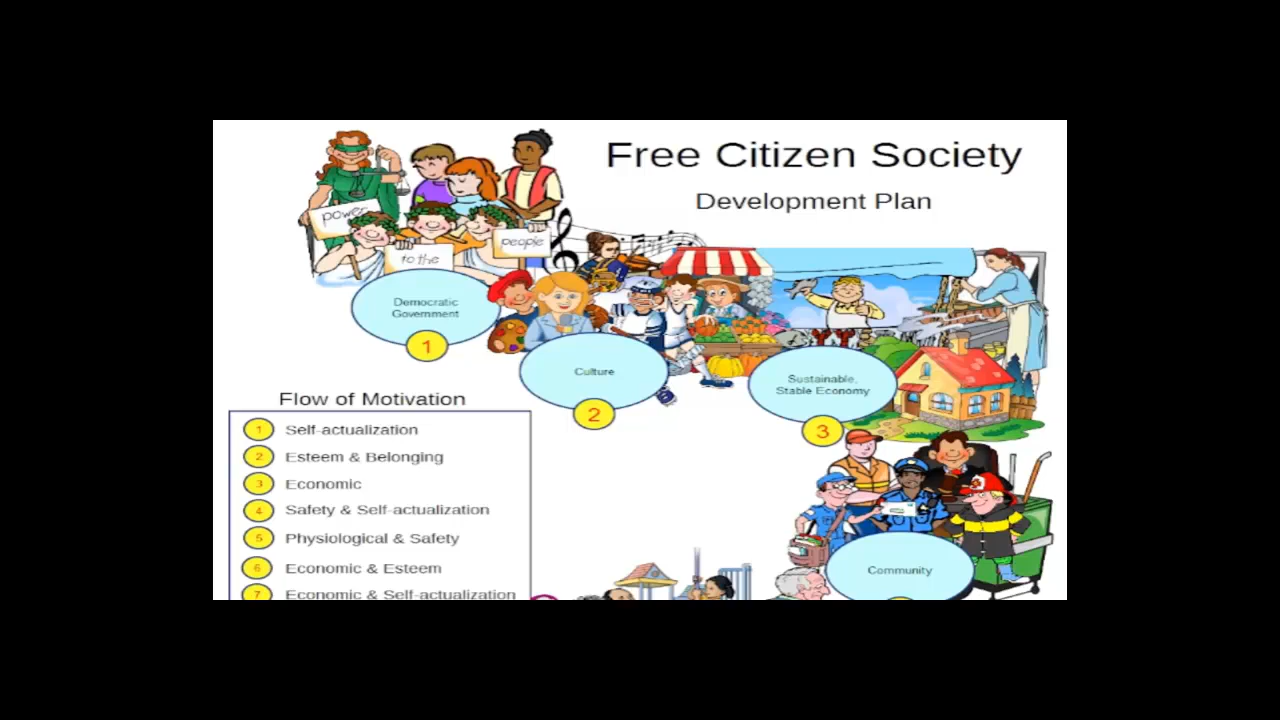 Free Citizen Society
Development Plan
power
to the
people
Democratic
Government
1
Culture
2
Sustainable,
Stable Economy
3
Community
Flow of Motivation
1 Self-actualization
2 Esteem & Belonging
3 Economic
4 Safety & Self-actualization
5 Physiological & Safety
6 Economic & Esteem
7 Economic & Self-actualization